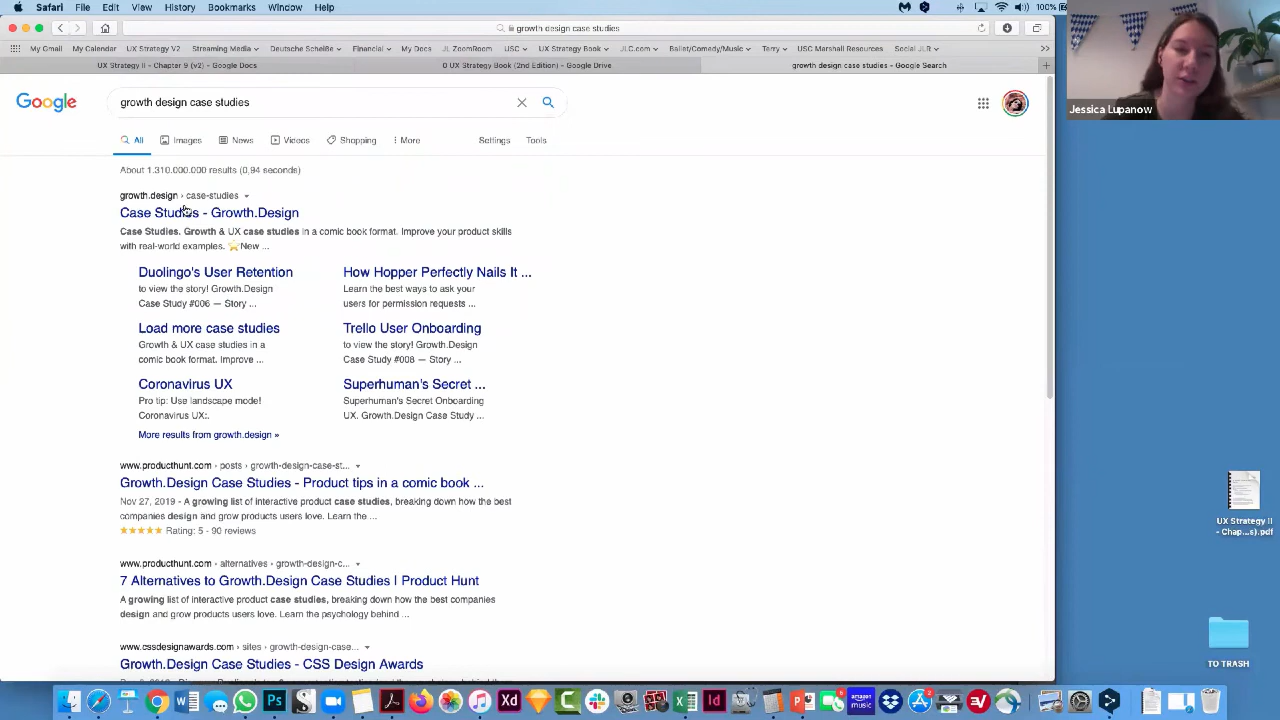 Safari File Edit View History Bookmarks Window Help 100%
growth design case studies
My Gmail My Calendar UX Strategy V2 Streaming Media Deutsche Scheiße Financial My Docs JL ZoomRoom USC UX Strategy Book JLC.com Ballet/Comedy/Music Terry USC Marshall Resources Social JLR
UX Strategy II - Chapter 9 (v2) - Google Docs 0 UX Strategy Book (2nd Edition) - Google Drive growth design case studies - Google Search
Jessica Lupanow
Google growth design case studies
All Images News Videos Shopping More Settings Tools
About 1.310.000.000 results (0,94 seconds)
growth.design › case-studies
Case Studies - Growth.Design
Case Studies. Growth & UX case studies in a comic book format. Improve your product skills
with real-world examples. ⭐New ...
Duolingo's User Retention
to view the story! Growth.Design
Case Study #006 — Story ...
How Hopper Perfectly Nails It ...
Learn the best ways to ask your
users for permission requests ...
Load more case studies
Growth & UX case studies in a
comic book format. Improve ...
Trello User Onboarding
to view the story! Growth.Design
Case Study #008 — Story ...
Coronavirus UX
Pro tip: Use landscape mode!
Coronavirus UX:.
Superhuman's Secret ...
Superhuman's Secret Onboarding
UX. Growth.Design Case Study ...
More results from growth.design »
www.producthunt.com › posts › growth-design-case-st...
Growth.Design Case Studies - Product tips in a comic book ...
Nov 27, 2019 - A growing list of interactive product case studies, breaking down how the best
companies design and grow products users love. Learn the ...
Rating: 5 - 90 reviews
www.producthunt.com › alternatives › growth-design-c...
7 Alternatives to Growth.Design Case Studies | Product Hunt
A growing list of interactive product case studies, breaking down how the best companies
design and grow products users love. Learn the psychology behind ...
www.cssdesignawards.com › sites › growth-design-case...
Growth.Design Case Studies - CSS Design Awards
UX Strategy II
- Chap...s).pdf
TO TRASH